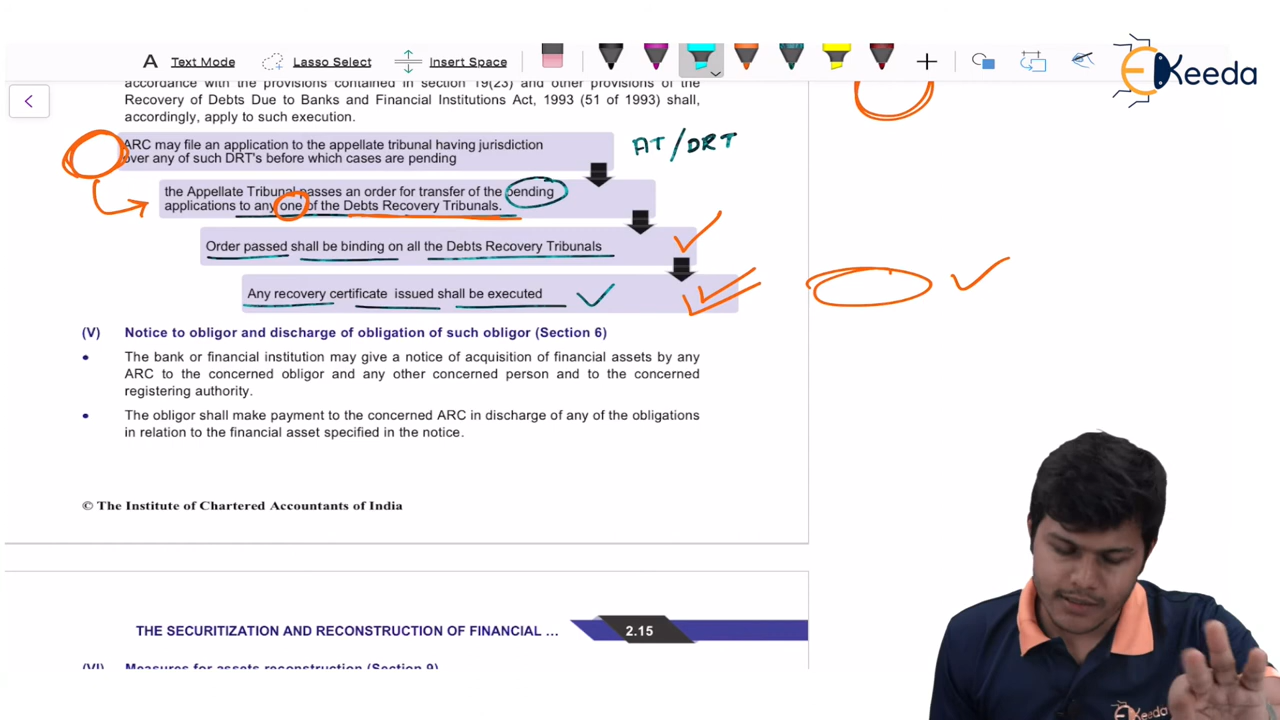 A Text Mode
Lasso Select
Insert Space
Ekeeda
accordance with the provisions contained in Section 19(23) and other provisions of the
Recovery of Debts Due to Banks and Financial Institutions Act, 1993 (51 of 1993) shall,
accordingly, apply to such execution.
ARC may file an application to the appellate tribunal having jurisdiction
over any of such DRT's before which cases are pending
AT/DRT
the Appellate Tribunal passes an order for transfer of the pending
applications to any one of the Debts Recovery Tribunals.
Order passed shall be binding on all the Debts Recovery Tribunals
Any recovery certificate issued shall be executed
(V) Notice to obligor and discharge of obligation of such obligor (Section 6)
• The bank or financial institution may give a notice of acquisition of financial assets by any
ARC to the concerned obligor and any other concerned person and to the concerned
registering authority.
• The obligor shall make payment to the concerned ARC in discharge of any of the obligations
in relation to the financial asset specified in the notice.
© The Institute of Chartered Accountants of India
THE SECURITIZATION AND RECONSTRUCTION OF FINANCIAL ...
2.15
(VI) Measures for assets reconstruction (Section 9)
Ekeeda